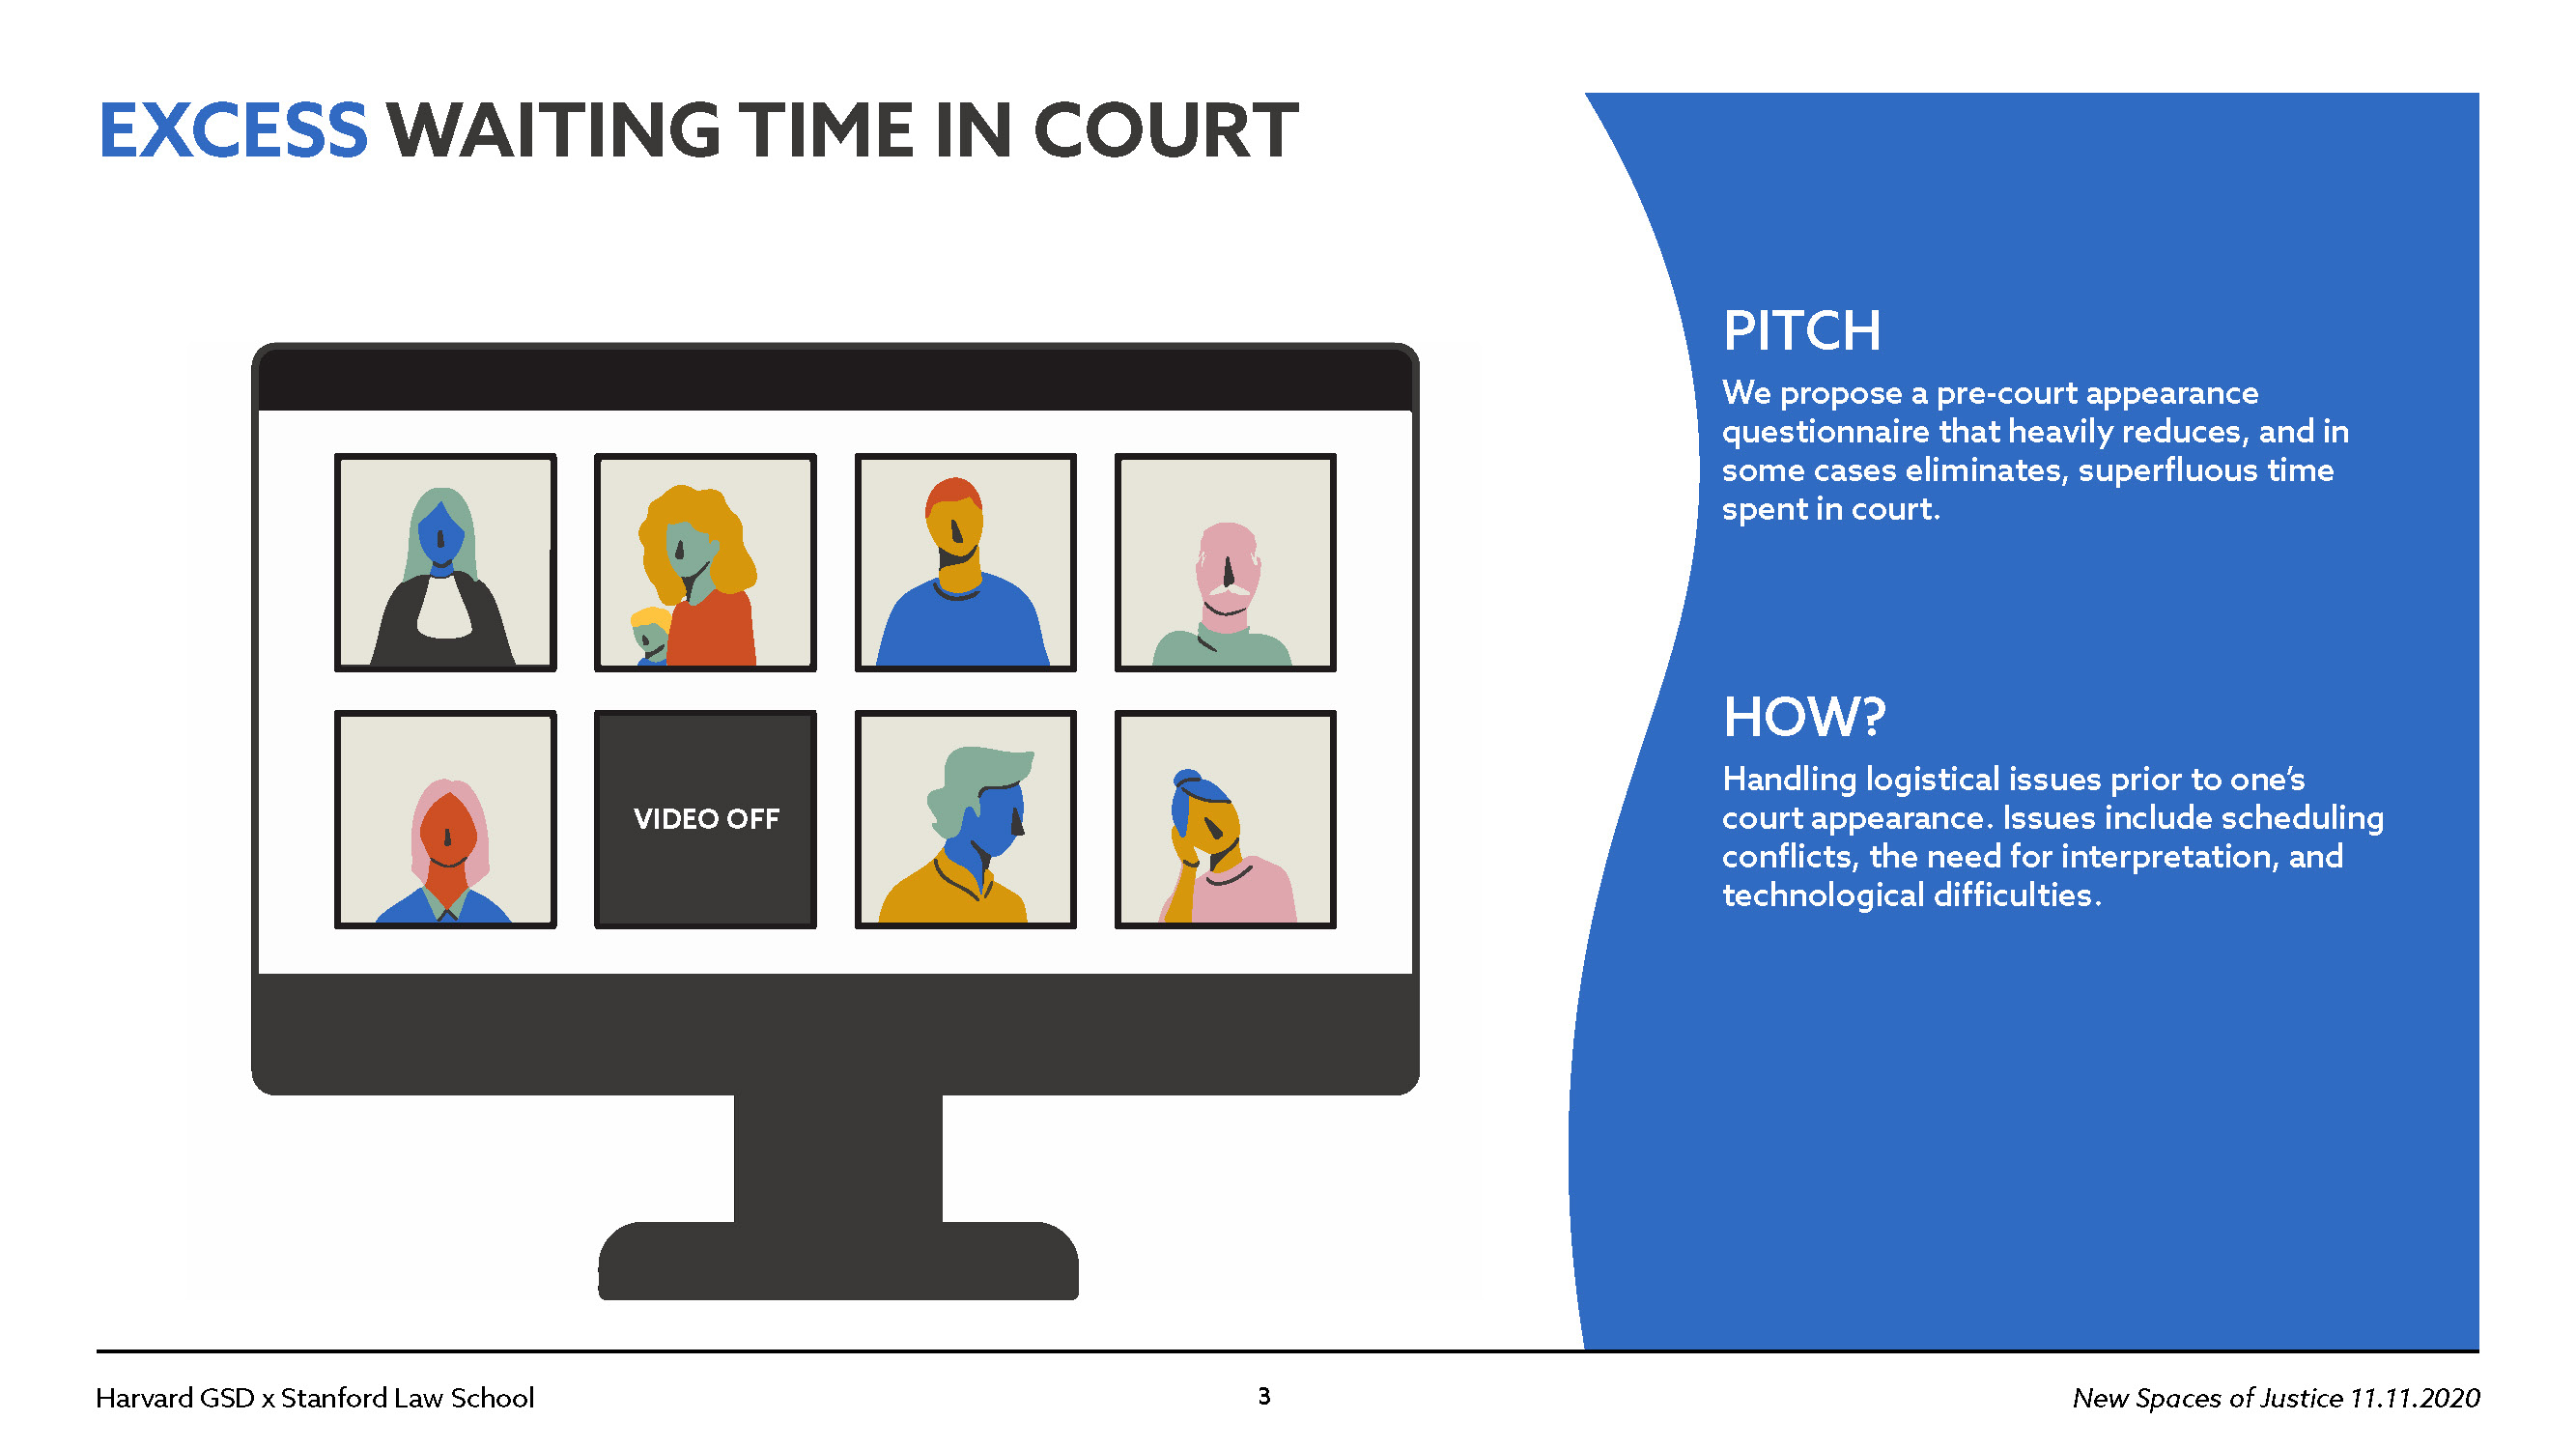 EXCESS WAITING TIME IN COURT
VIDEO OFF
PITCH
We propose a pre-court appearance
questionnaire that heavily reduces, and in
some cases eliminates, superfluous time
spent in court.
HOW?
Handling logistical issues prior to one’s
court appearance. Issues include scheduling
conflicts, the need for interpretation, and
technological difficulties.
Harvard GSD x Stanford Law School
3
New Spaces of Justice 11.11.2020